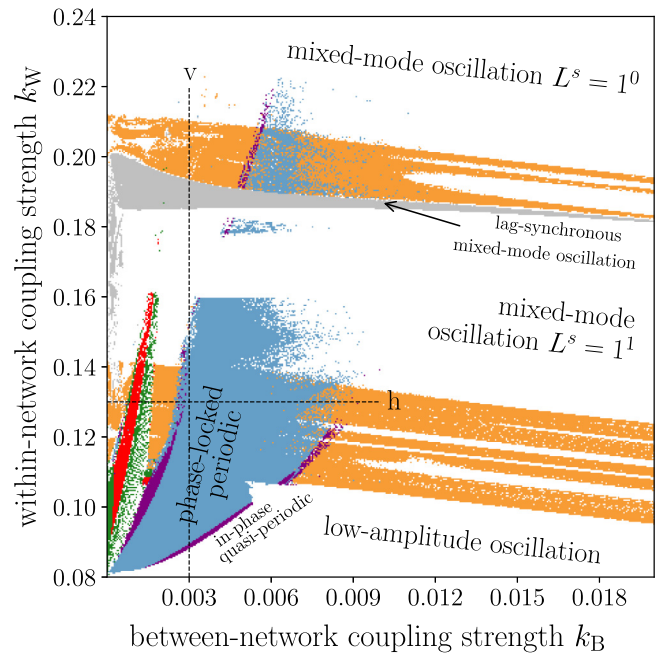 0.24
0.22
0.20
0.18
0.16
0.14
0.12
0.10
0.08
within-network coupling strength k_W
v
mixed-mode oscillation L^s = 1^0
lag-synchronous
mixed-mode oscillation
mixed-mode
oscillation L^s = 1^1
h
phase-locked
periodic
in-phase
quasi-periodic
low-amplitude oscillation
0.003
0.006
0.009
0.012
0.015
0.018
between-network coupling strength k_B